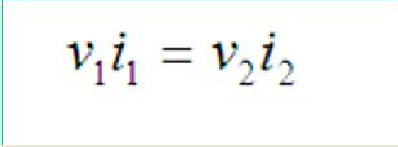 v₁i₁ = v₂i₂